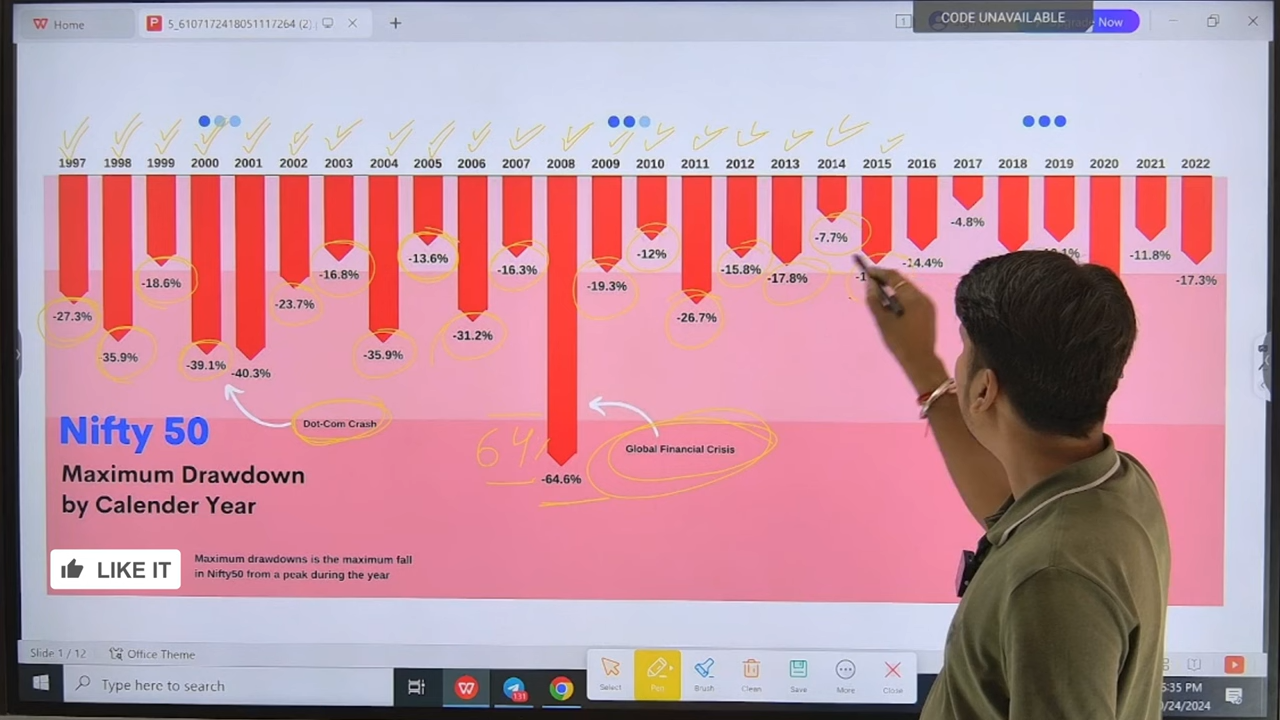 Home
5_6107172418051117264 (2)
1
CODE UNAVAILABLE
Now
1997 1998 1999 2000 2001 2002 2003 2004 2005 2006 2007 2008 2009 2010 2011 2012 2013 2014 2015 2016 2017 2018 2019 2020 2021 2022
-27.3% -35.9% -18.6% -39.1% -40.3% -23.7% -16.8% -35.9% -13.6% -31.2% -16.3% -64.6% -19.3% -12% -26.7% -15.8% -17.8% -7.7% -14.4% -4.8% -11.8% -17.3%
Dot-Com Crash
64%
Global Financial Crisis
Nifty 50
Maximum Drawdown
by Calender Year
LIKE IT
Maximum drawdowns is the maximum fall
in Nifty50 from a peak during the year
Slide 1 / 12 Office Theme
Select Pen Brush Clean Save More Close
Type here to search
131
5:35 PM
/24/2024